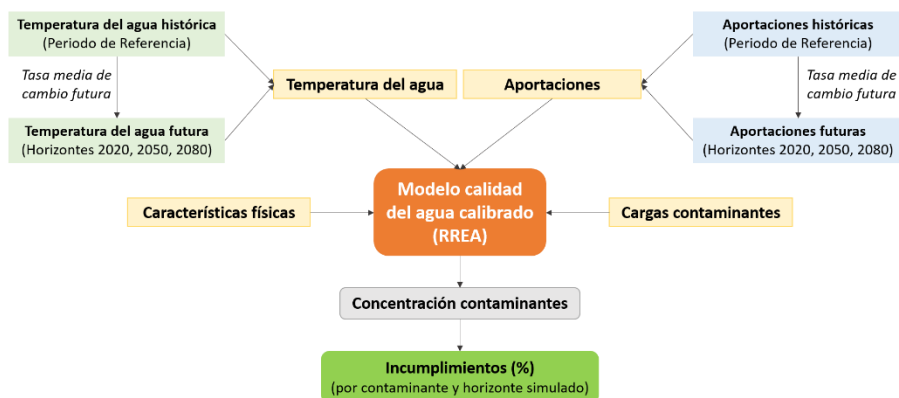 Temperatura del agua histórica
(Periodo de Referencia)
Aportaciones históricas
(Periodo de Referencia)
Tasa media de
cambio futura
Tasa media de
cambio futura
Temperatura del agua
Aportaciones
Temperatura del agua futura
(Horizontes 2020, 2050, 2080)
Aportaciones futuras
(Horizontes 2020, 2050, 2080)
Características físicas
Modelo calidad
del agua calibrado
(RREA)
Cargas contaminantes
Concentración contaminantes
Incumplimientos (%)
(por contaminante y horizonte simulado)